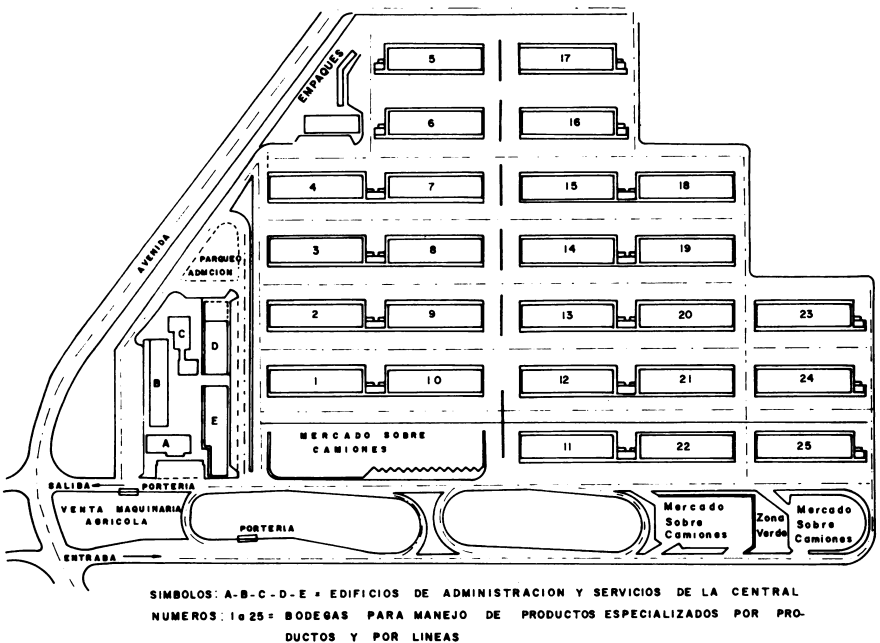 5
17
EMPAQUES
6
16
4
7
15
18
AVENIDA
PARQUEO
ADMCION
3
8
14
19
2
9
13
20
23
C
D
B
1
10
12
21
24
E
A
MERCADO SOBRE
CAMIONES
11
22
25
SALIDA
PORTERIA
VENTA MAQUINARIA
AGRICOLA
PORTERIA
Mercado
Sobre
Camiones
Zona
Verde
Mercado
Sobre
Camiones
ENTRADA
SIMBOLOS: A-B-C-D-E = EDIFICIOS DE ADMINISTRACION Y SERVICIOS DE LA CENTRAL
NUMEROS: 1 a 25 = BODEGAS PARA MANEJO DE PRODUCTOS ESPECIALIZADOS POR PRO-
DUCTOS Y POR LINEAS